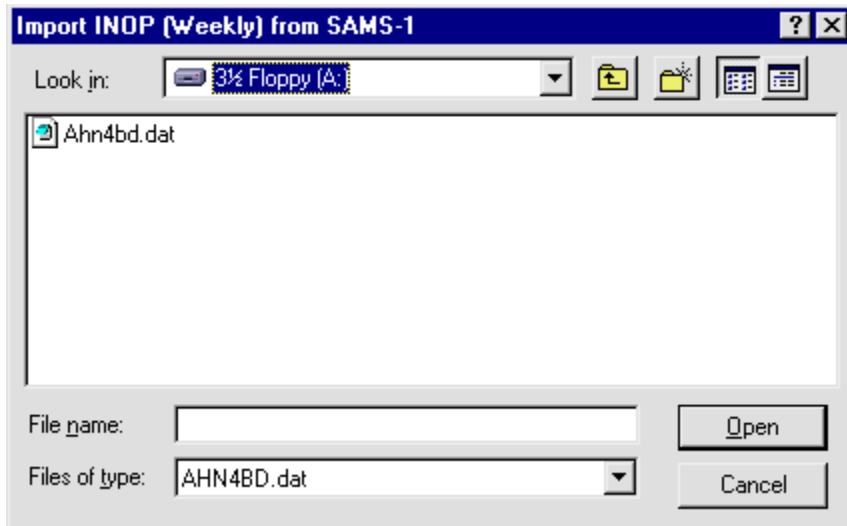 Import INOP (Weekly) from SAMS-1
Look in: 3½ Floppy (A:)
Ahn4bd.dat
File name: Open
Files of type: AHN4BD.dat Cancel